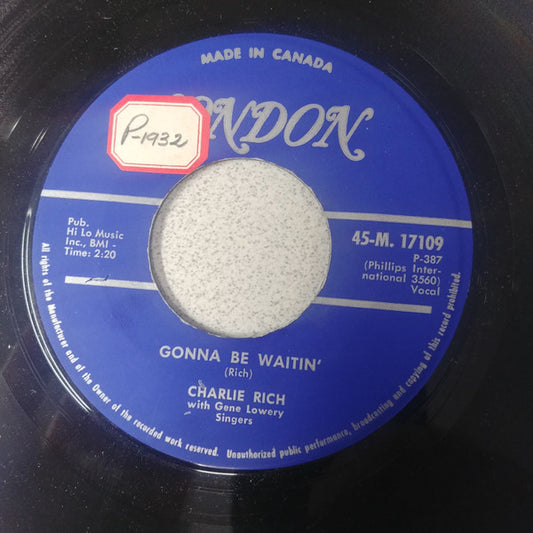 MADE IN CANADA
LONDON
P-1932
Pub.
Hi Lo Music
Inc., BMI -
Time: 2:20
45-M. 17109
P-387
(Phillips Inter-
national 3560)
Vocal
GONNA BE WAITIN'
(Rich)
CHARLIE RICH
with Gene Lowery
Singers
All rights of the Manufacturer and of the Owner of the recorded work reserved. Unauthorized public performance, broadcasting and copying of this record prohibited.